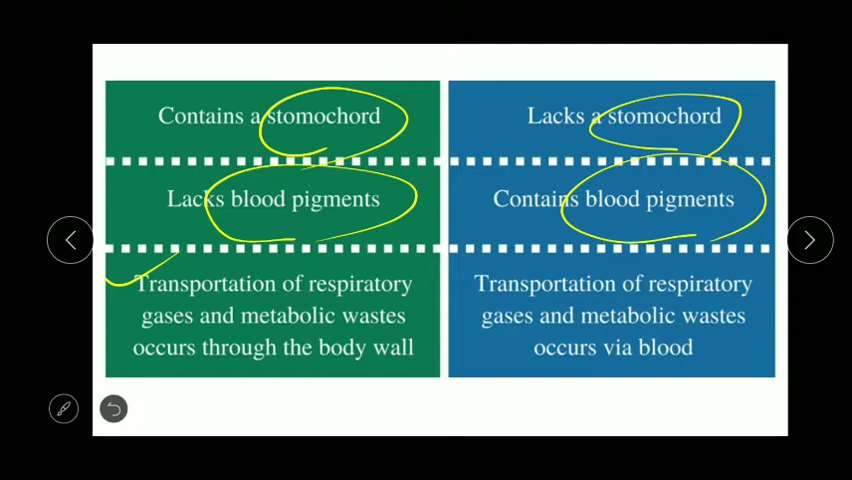 Contains a stomochord
Lacks a stomochord
Lacks blood pigments
Contains blood pigments
Transportation of respiratory
gases and metabolic wastes
occurs through the body wall
Transportation of respiratory
gases and metabolic wastes
occurs via blood